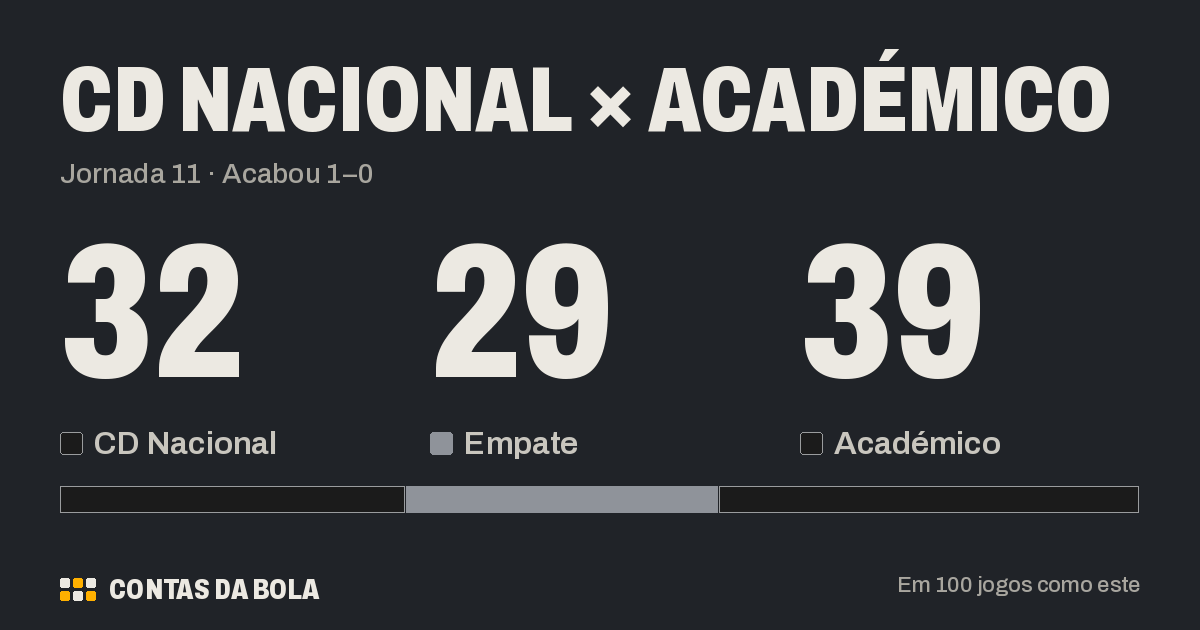 CD NACIONAL × ACADÉMICO
Jornada 11 · Acabou 1–0
32 29 39
CD Nacional Empate Académico
CONTAS DA BOLA
Em 100 jogos como este